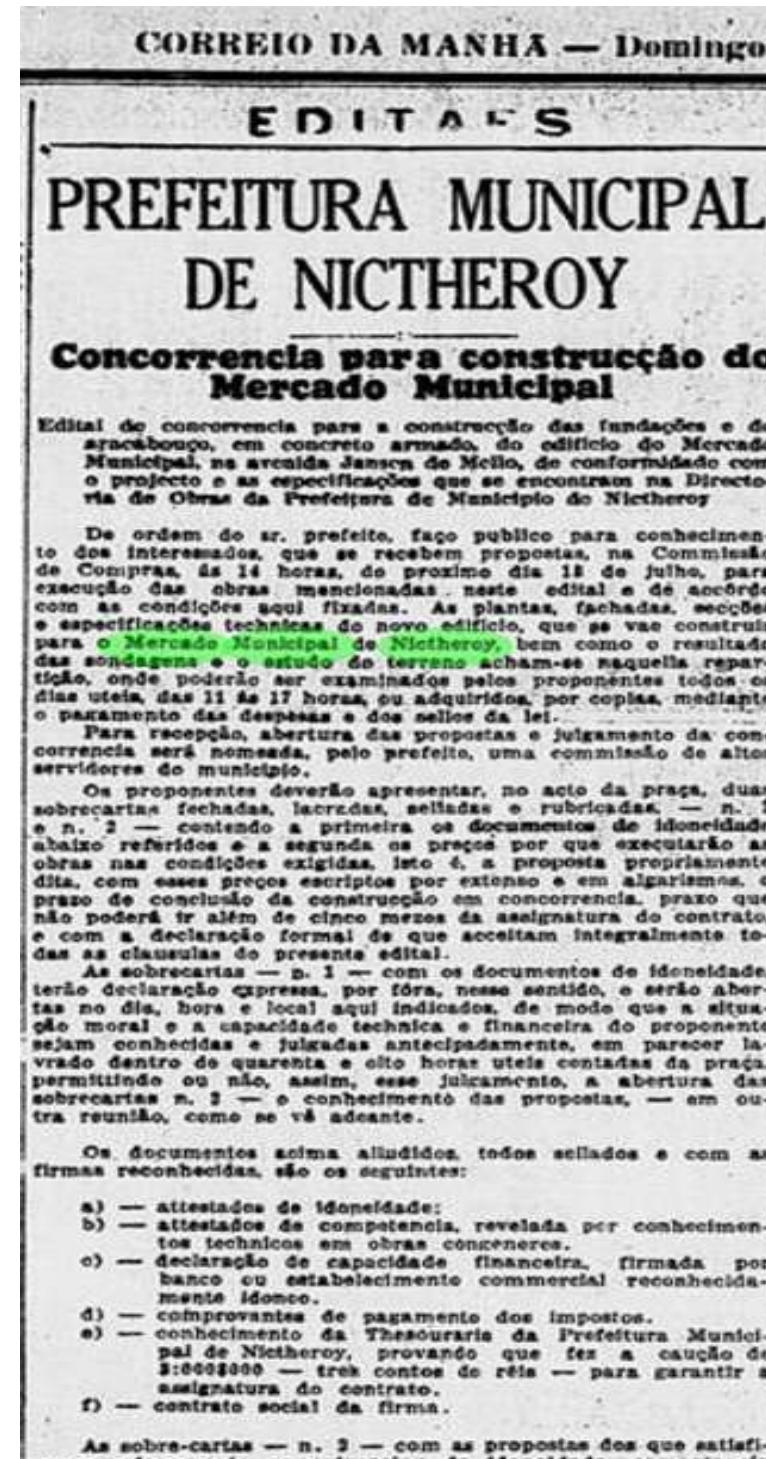 CORREIO DA MANHÃ — Domingo
EDITAES
PREFEITURA MUNICIPAL
DE NICTHEROY
Concorrencia para construcção do
Mercado Municipal
Edital de concorrencia para a construcção das fundações e do
aracabouço, em concreto armado, do edificio do Mercado
Municipal, na avenida Jansen de Mello, de conformidade com
o projecto e as especificações que se encontram na Directo-
ria de Obras da Prefeitura de Municipio de Nictheroy
De ordem do sr. prefeito, faço publico para conhecimen-
to dos interessados, que se recebem propostas, na Commissão
de Compras, ás 14 horas, do proximo dia 18 de julho, para
execução das obras mencionadas neste edital e de accôrdo
com as condições aqui fixadas. As plantas, fachadas, secções
e especificações technicas do novo edificio, que se vae construir
para o Mercado Municipal de Nictheroy, bem como o resultado
das sondagens e o estudo do terreno acham-se naquella repar-
tição, onde poderão ser examinados pelos proponentes todos os
dias uteis, das 11 ás 17 horas, ou adquiridos, por copias, mediante
o pagamento das despesas e dos sellos da lei.
Para recepção, abertura das propostas e julgamento da con-
correncia será nomeada, pelo prefeito, uma commissão de altos
servidores do municipio.
Os proponentes deverão apresentar, no acto da praça, duas
sobrecartas fechadas, lacradas, selladas e rubricadas, — n. 1
e n. 2 — contendo a primeira os documentos de idoneidade
abaixo referidos e a segunda os preços por que executarão as
obras nas condições exigidas, isto é, a proposta propriamente
dita, com esses preços escriptos por extenso e em algarismos, o
prazo de conclusão da construcção em concorrencia, prazo que
não poderá ir além de cinco mezes da assignatura do contrato
e com a declaração formal de que acceitam integralmente to-
das as clausulas do presente edital.
As sobrecartas — n. 1 — com os documentos de idoneidade,
terão declaração expressa, por fóra, nesse sentido, e serão aber-
tas no dia, hora e local aqui indicados, de modo que a situa-
ção moral e a capacidade technica e financeira do proponente
sejam conhecidas e julgadas antecipadamente, em parecer la-
vrado dentro de quarenta e oito horas uteis contadas da praça,
permittindo ou não, assim, esse julgamento, a abertura das
sobrecartas n. 2 — o conhecimento das propostas, — em ou-
tra reunião, como se vê adeante.
Os documentos acima alludidos, todos sellados e com as
firmas reconhecidas, são os seguintes:
a) — attestados de idoneidade;
b) — attestados de competencia, revelada por conhecimen-
tos technicos em obras congeneres.
c) — declaração de capacidade financeira, firmada por
banco ou estabelecimento commercial reconhecida-
mente idoneo.
d) — comprovantes de pagamento dos impostos.
e) — conhecimento da Thesouraria da Prefeitura Munici-
pal de Nictheroy, provando que fez a caução de
3:000$000 — trek contos de réis — para garantir a
assignatura do contrato.
f) — contrato social da firma.
As sobre-cartas — n. 2 — com as propostas dos que satisfi-